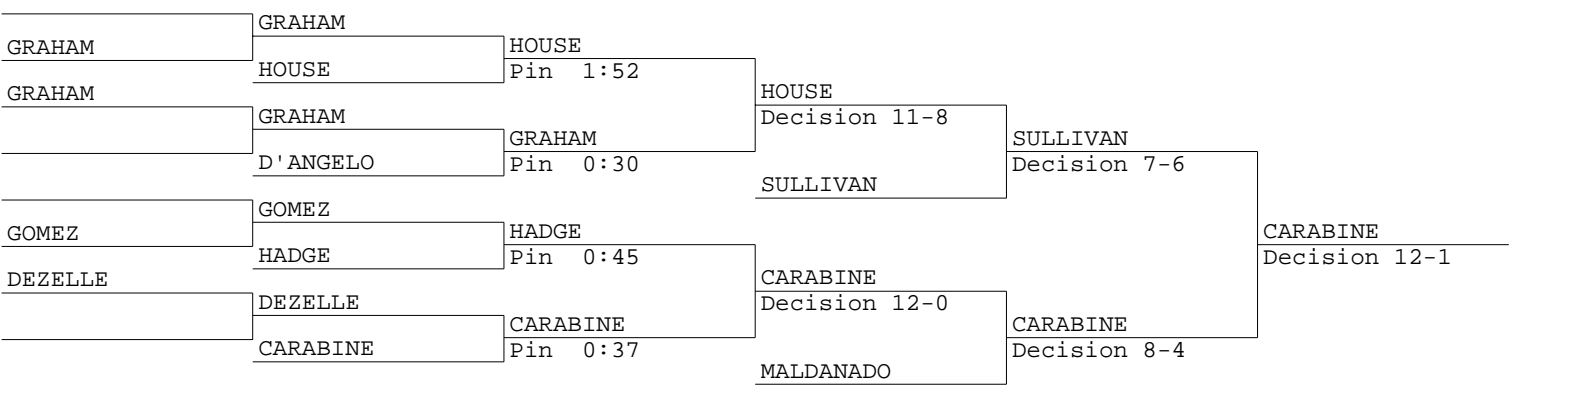 GRAHAM
GRAHAM
HOUSE
GRAHAM
HOUSE
Pin 1:52
GRAHAM
HOUSE
GRAHAM
Decision 11-8
GRAHAM
SULLIVAN
D'ANGELO
Pin 0:30
Decision 7-6
SULLIVAN
GOMEZ
GOMEZ
HADGE
CARABINE
HADGE
Pin 0:45
Decision 12-1
DEZELLE
CARABINE
DEZELLE
Decision 12-0
CARABINE
CARABINE
CARABINE
Pin 0:37
Decision 8-4
MALDANADO